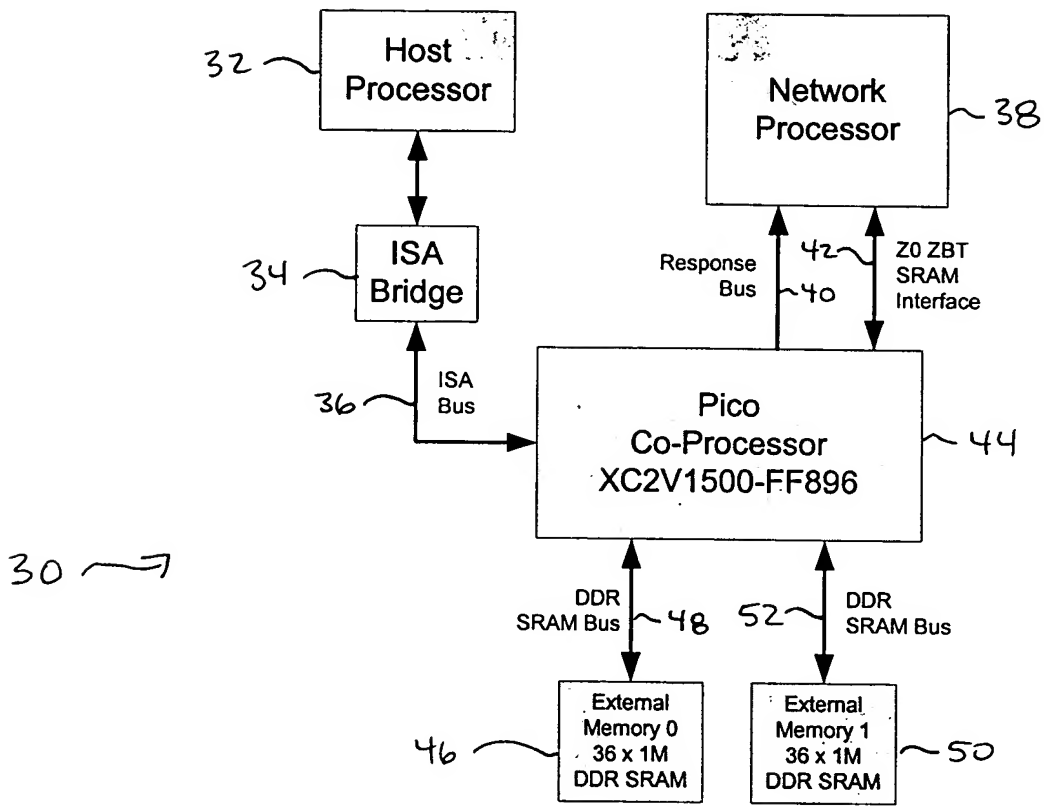 32
Host
Processor
Network
Processor
38
34
ISA
Bridge
Response
Bus
40
42
Z0 ZBT
SRAM
Interface
36
ISA
Bus
Pico
Co-Processor
XC2V1500-FF896
44
30
DDR
SRAM Bus
48
52
DDR
SRAM Bus
46
External
Memory 0
36 x 1M
DDR SRAM
External
Memory 1
36 x 1M
DDR SRAM
50